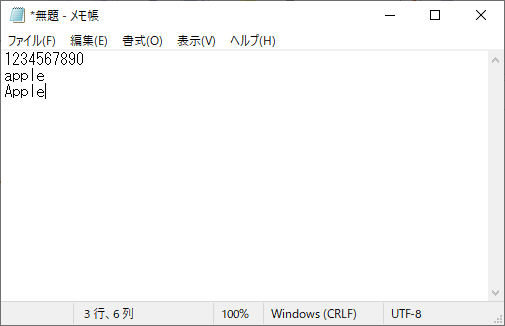 *無題 - メモ帳
ファイル(F) 編集(E) 書式(O) 表示(V) ヘルプ(H)
1234567890
apple
Apple
3 行、6 列 100% Windows (CRLF) UTF-8